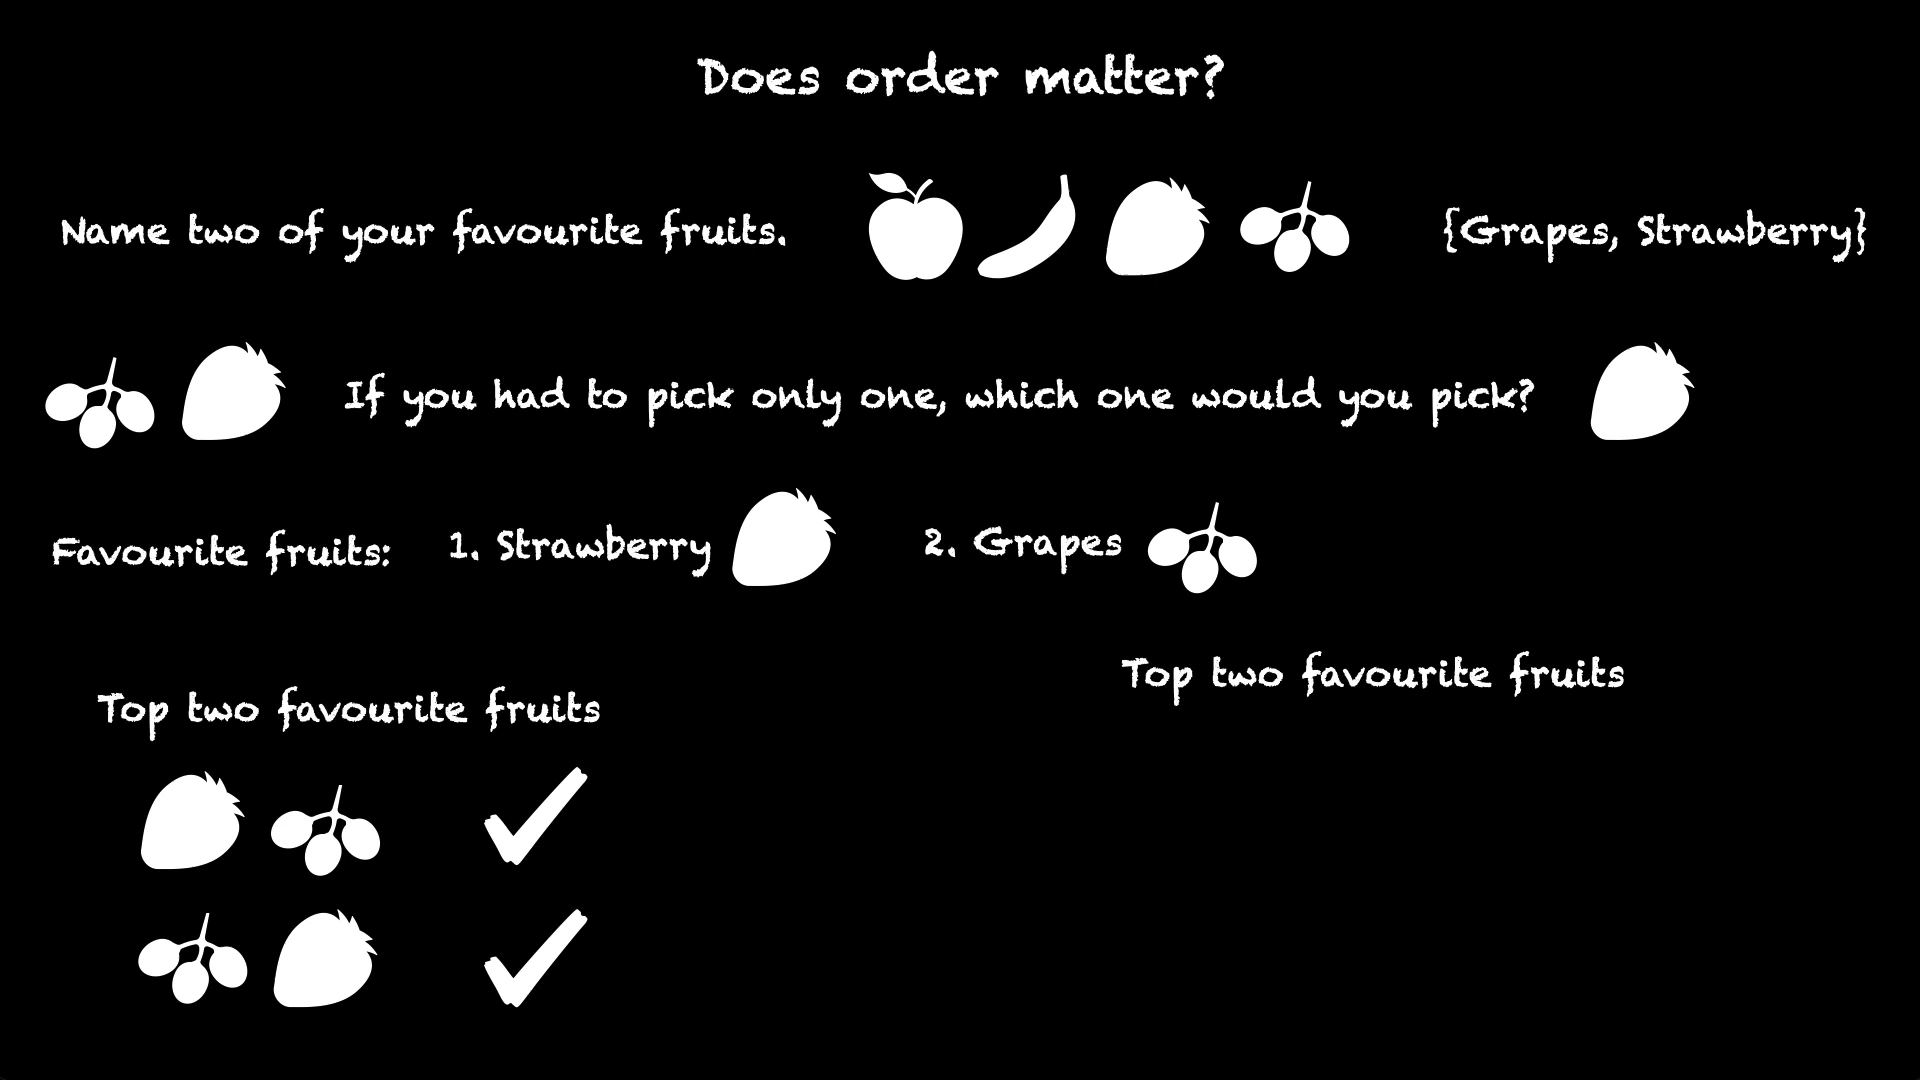 Does order matter?
Name two of your favourite fruits.
{Grapes, Strawberry}
If you had to pick only one, which one would you pick?
Favourite fruits:
1. Strawberry
2. Grapes
Top two favourite fruits
Top two favourite fruits